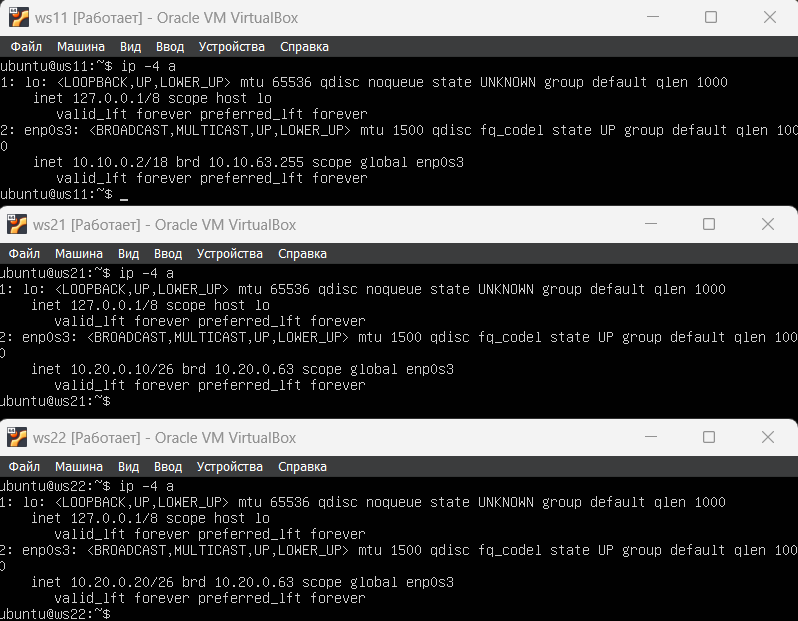 ws11 [Работает] - Oracle VM VirtualBox
Файл Машина Вид Ввод Устройства Справка
ubuntu@ws11:~$ ip -4 a
1: lo: <LOOPBACK,UP,LOWER_UP> mtu 65536 qdisc noqueue state UNKNOWN group default qlen 1000
    inet 127.0.0.1/8 scope host lo
       valid_lft forever preferred_lft forever
2: enp0s3: <BROADCAST,MULTICAST,UP,LOWER_UP> mtu 1500 qdisc fq_codel state UP group default qlen 100
0
    inet 10.10.0.2/18 brd 10.10.63.255 scope global enp0s3
       valid_lft forever preferred_lft forever
ubuntu@ws11:~$ _
ws21 [Работает] - Oracle VM VirtualBox
Файл Машина Вид Ввод Устройства Справка
ubuntu@ws21:~$ ip -4 a
1: lo: <LOOPBACK,UP,LOWER_UP> mtu 65536 qdisc noqueue state UNKNOWN group default qlen 1000
    inet 127.0.0.1/8 scope host lo
       valid_lft forever preferred_lft forever
2: enp0s3: <BROADCAST,MULTICAST,UP,LOWER_UP> mtu 1500 qdisc fq_codel state UP group default qlen 100
0
    inet 10.20.0.10/26 brd 10.20.0.63 scope global enp0s3
       valid_lft forever preferred_lft forever
ubuntu@ws21:~$
ws22 [Работает] - Oracle VM VirtualBox
Файл Машина Вид Ввод Устройства Справка
ubuntu@ws22:~$ ip -4 a
1: lo: <LOOPBACK,UP,LOWER_UP> mtu 65536 qdisc noqueue state UNKNOWN group default qlen 1000
    inet 127.0.0.1/8 scope host lo
       valid_lft forever preferred_lft forever
2: enp0s3: <BROADCAST,MULTICAST,UP,LOWER_UP> mtu 1500 qdisc fq_codel state UP group default qlen 100
0
    inet 10.20.0.20/26 brd 10.20.0.63 scope global enp0s3
       valid_lft forever preferred_lft forever
ubuntu@ws22:~$